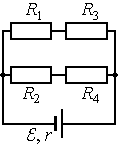 R₁ R₃
R₂ R₄
ℰ, r